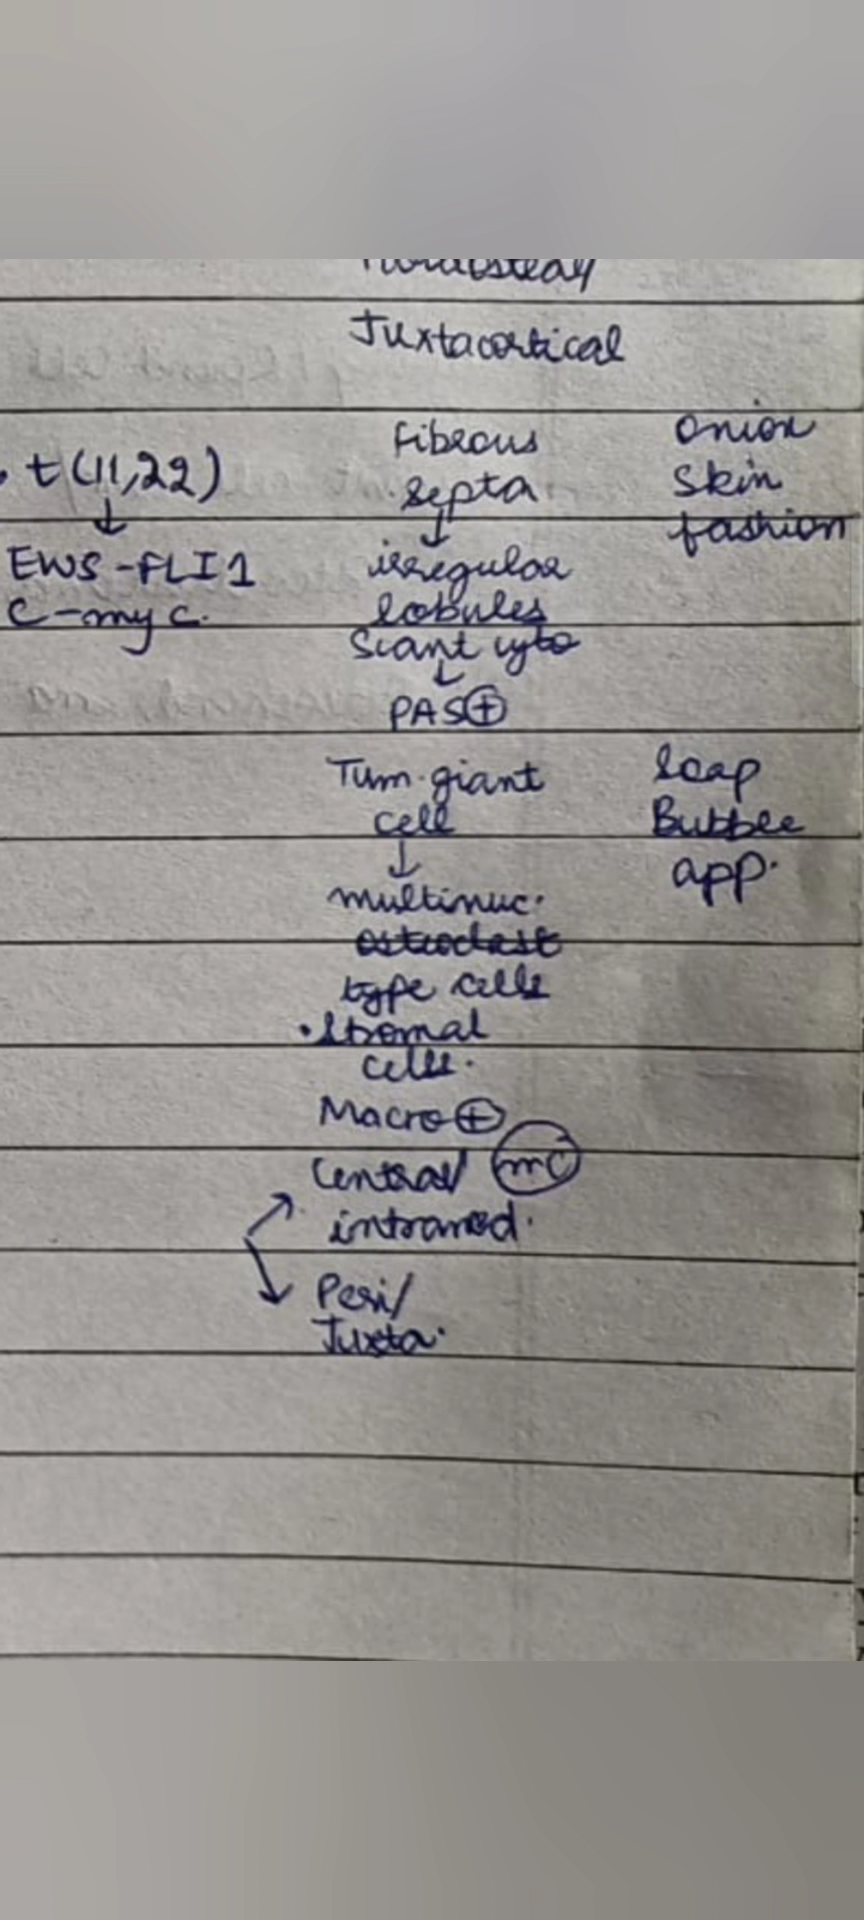 Juxtacortical
Fibrous
Septa
↓
irregular
lobules
Scant cyto
↓
PAS⊕
onion
Skin
fashion
• t(11,22)
↓
EWS-FLI1
C-myc.
Tum. giant
cell
↓
multinuc.
osteoclast
type cells
• Stromal
cells.
Macro ⊕
Soap
Bubble
app.
Central/ mc
intramed.
Peri/
Juxta.